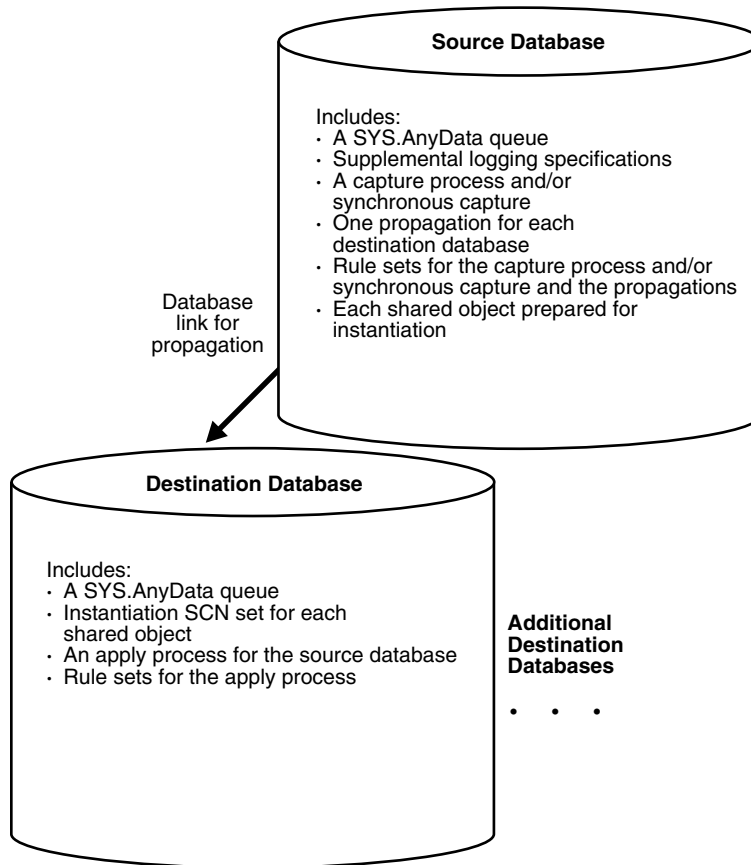 Source Database
Includes:
· A SYS.AnyData queue
· Supplemental logging specifications
· A capture process and/or
synchronous capture
· One propagation for each
destination database
· Rule sets for the capture process and/or
synchronous capture and the propagations
· Each shared object prepared for
instantiation
Database
link for
propagation
Destination Database
Includes:
· A SYS.AnyData queue
· Instantiation SCN set for each
shared object
· An apply process for the source database
· Rule sets for the apply process
Additional
Destination
Databases
. . .